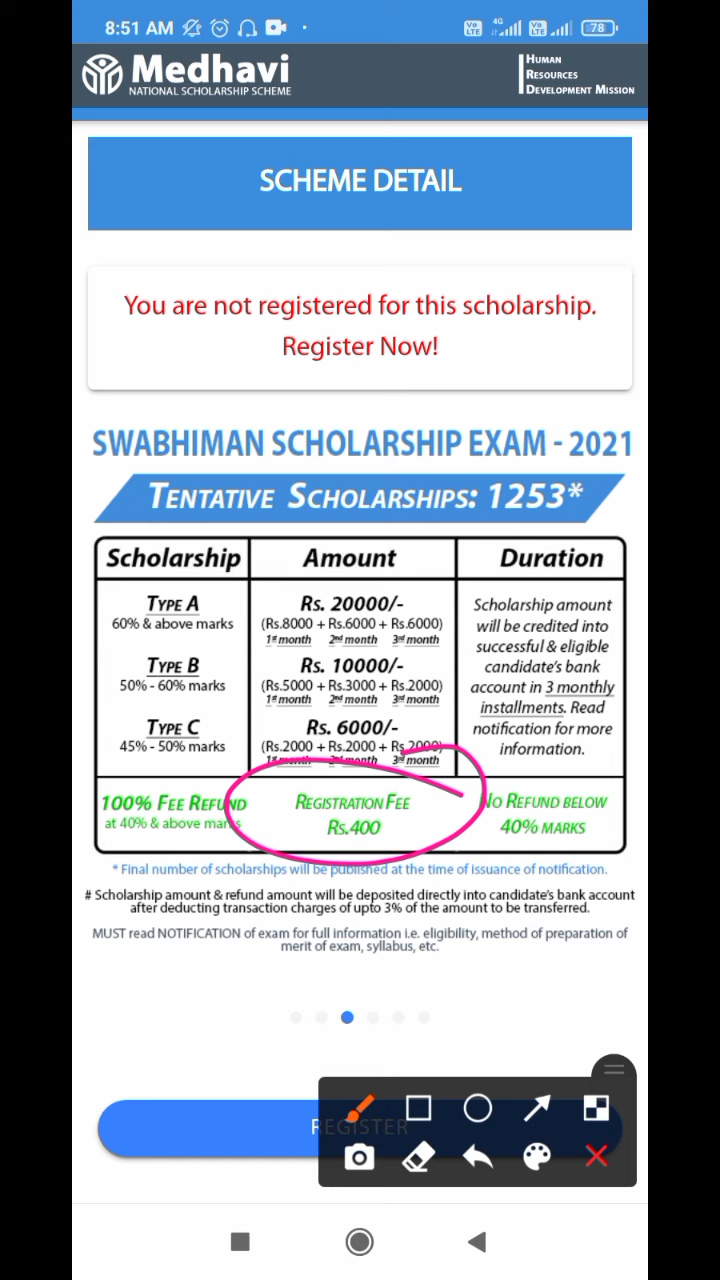 8:51 AM
Vo LTE 4G Vo LTE 78
Medhavi
NATIONAL SCHOLARSHIP SCHEME
HUMAN
RESOURCES
DEVELOPMENT MISSION
SCHEME DETAIL
You are not registered for this scholarship.
Register Now!
SWABHIMAN SCHOLARSHIP EXAM - 2021
TENTATIVE SCHOLARSHIPS: 1253*
Scholarship Amount Duration
TYPE A
60% & above marks
Rs. 20000/-
(Rs.8000 + Rs.6000 + Rs.6000)
1st month 2nd month 3rd month
TYPE B
50% - 60% marks
Rs. 10000/-
(Rs.5000 + Rs.3000 + Rs.2000)
1st month 2nd month 3rd month
TYPE C
45% - 50% marks
Rs. 6000/-
(Rs.2000 + Rs.2000 + Rs.2000)
1st month 2nd month 3rd month
Scholarship amount
will be credited into
successful & eligible
candidate's bank
account in 3 monthly
installments. Read
notification for more
information.
100% FEE REFUND
at 40% & above marks
REGISTRATION FEE
Rs.400
NO REFUND BELOW
40% MARKS
* Final number of scholarships will be published at the time of issuance of notification.
# Scholarship amount & refund amount will be deposited directly into candidate's bank account
after deducting transaction charges of upto 3% of the amount to be transferred.
MUST read NOTIFICATION of exam for full information i.e. eligibility, method of preparation of
merit of exam, syllabus, etc.
REGISTER